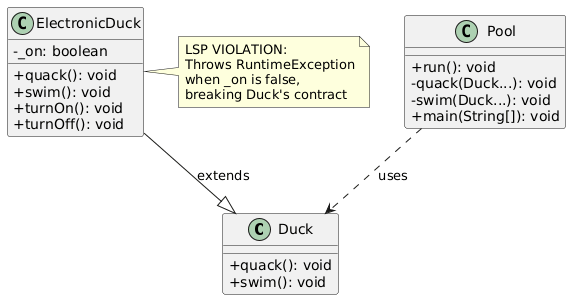 C ElectronicDuck
-_on: boolean
+quack(): void
+swim(): void
+turnOn(): void
+turnOff(): void
LSP VIOLATION:
Throws RuntimeException
when _on is false,
breaking Duck's contract
C Pool
+run(): void
-quack(Duck...): void
-swim(Duck...): void
+main(String[]): void
extends
uses
C Duck
+quack(): void
+swim(): void